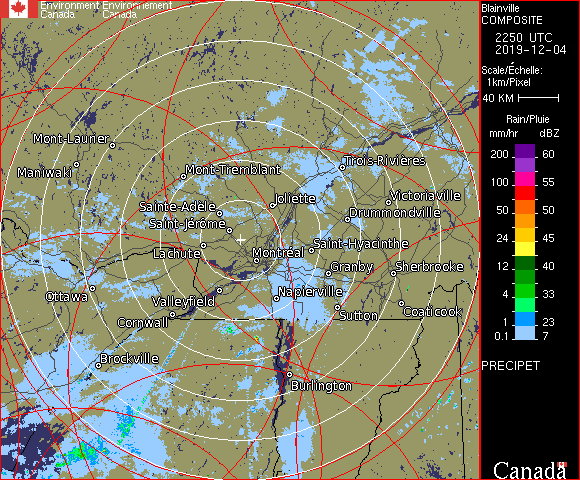 Environment Environnement
Canada Canada
Blainville
COMPOSITE
2250 UTC
2019-12-04
Scale/Échelle:
1km/Pixel
40 KM
Rain/Pluie
mm/hr dBZ
200 60
100 55
50 50
24 45
12 40
4 33
1 23
0.1 7
PRECIPET
Canada
Mont-Laurier
Maniwaki
Mont-Tremblant
Trois-Rivières
Joliette
Victoriaville
Sainte-Adele
Drummondville
Saint-Jérôme
Saint-Hyacinthe
Lachute
Montréal
Granby
Sherbrooke
Ottawa
Napierville
Valleyfield
Coaticook
Sutton
Cornwall
Brockville
Burlington